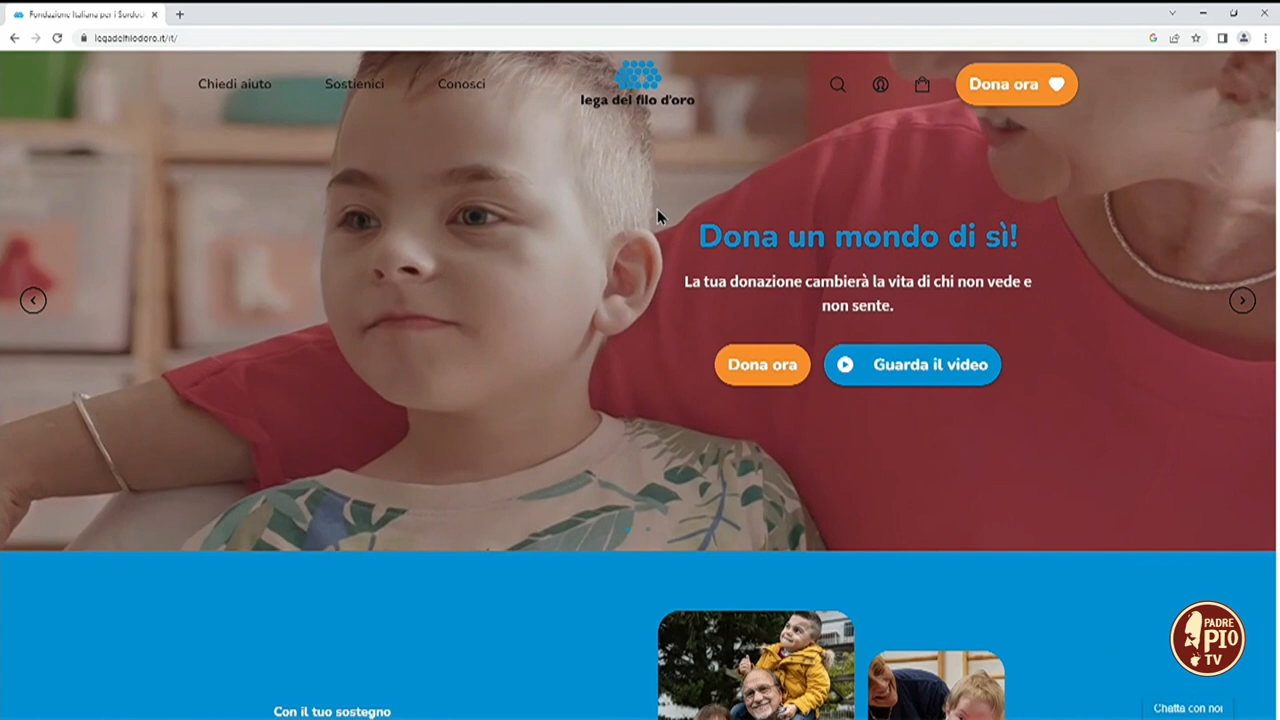 Fondazione Italiana per i Sordoc
legadelfilodoro.it/it/
Chiedi aiuto
Sostienici
Conosci
lega del filo d'oro
Dona ora
Dona un mondo di sì!
La tua donazione cambierà la vita di chi non vede e
non sente.
Dona ora
Guarda il video
PADRE
PIO
TV
Con il tuo sostegno
Chatta con noi